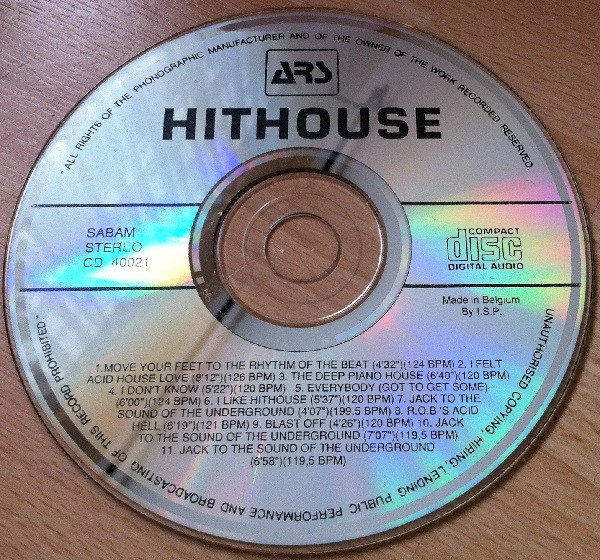 "ALL RIGHTS OF THE PHONOGRAPHIC MANUFACTURER AND OF THE OWNER OF THE WORK RECORDED RESERVED.
ARS
HITHOUSE
SABAM
STEREO
CD 40021
COMPACT
disc
DIGITAL AUDIO
Made in Belgium
By I.S.P.
1.MOVE YOUR FEET TO THE RHYTHM OF THE BEAT (4'32")(124 BPM) 2. I FELT
ACID HOUSE LOVE (8'12")(126 BPM) 3. THE DEEP PIANO HOUSE (6'40")(120 BPM)
4. I DON'T KNOW (5'22")(120 BPM) 5. EVERYBODY (GOT TO GET SOME)
(6'00")(124 BPM) 6. I LIKE HITHOUSE (5'37")(120 BPM) 7. JACK TO THE
SOUND OF THE UNDERGROUND (4'07")(199.5 BPM) 8. R.O.B'S ACID
HELL (6'19")(121 BPM) 9. BLAST OFF (4'26")(120 BPM) 10. JACK
TO THE SOUND OF THE UNDERGROUND (7'07")(119,5 BPM)
11. JACK TO THE SOUND OF THE UNDERGROUND
(6'58")(119,5 BPM)
UNAUTHORISED COPYING, HIRING, LENDING, PUBLIC PERFORMANCE AND BROADCASTING OF THIS RECORD PROHIBITED."